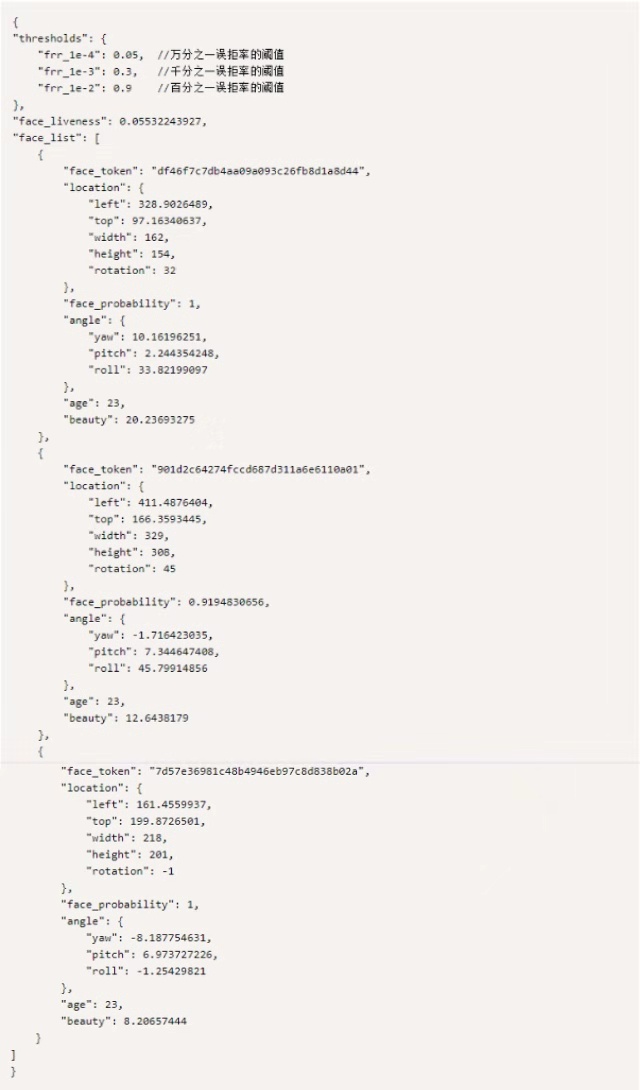 {
"thresholds": {
"frr_1e-4": 0.05, //万分之一误拒率的阈值
"frr_1e-3": 0.3, //千分之一误拒率的阈值
"frr_1e-2": 0.9 //百分之一误拒率的阈值
},
"face_liveness": 0.05532243927,
"face_list": [
{
"face_token": "df46f7c7db4aa09a093c26fb8d1a8d44",
"location": {
"left": 328.9026489,
"top": 97.16340637,
"width": 162,
"height": 154,
"rotation": 32
},
"face_probability": 1,
"angle": {
"yaw": 10.16196251,
"pitch": 2.244354248,
"roll": 33.82199097
},
"age": 23,
"beauty": 20.23693275
},
{
"face_token": "901d2c64274fccd687d311a6e6110a01",
"location": {
"left": 411.4876404,
"top": 166.3593445,
"width": 329,
"height": 308,
"rotation": 45
},
"face_probability": 0.9194830656,
"angle": {
"yaw": -1.716423035,
"pitch": 7.344647408,
"roll": 45.79914856
},
"age": 23,
"beauty": 12.6438179
},
{
"face_token": "7d57e36981c48b4946eb97c8d838b02a",
"location": {
"left": 161.4559937,
"top": 199.8726501,
"width": 218,
"height": 201,
"rotation": -1
},
"face_probability": 1,
"angle": {
"yaw": -8.187754631,
"pitch": 6.973727226,
"roll": -1.25429821
},
"age": 23,
"beauty": 8.20657444
}
]
}